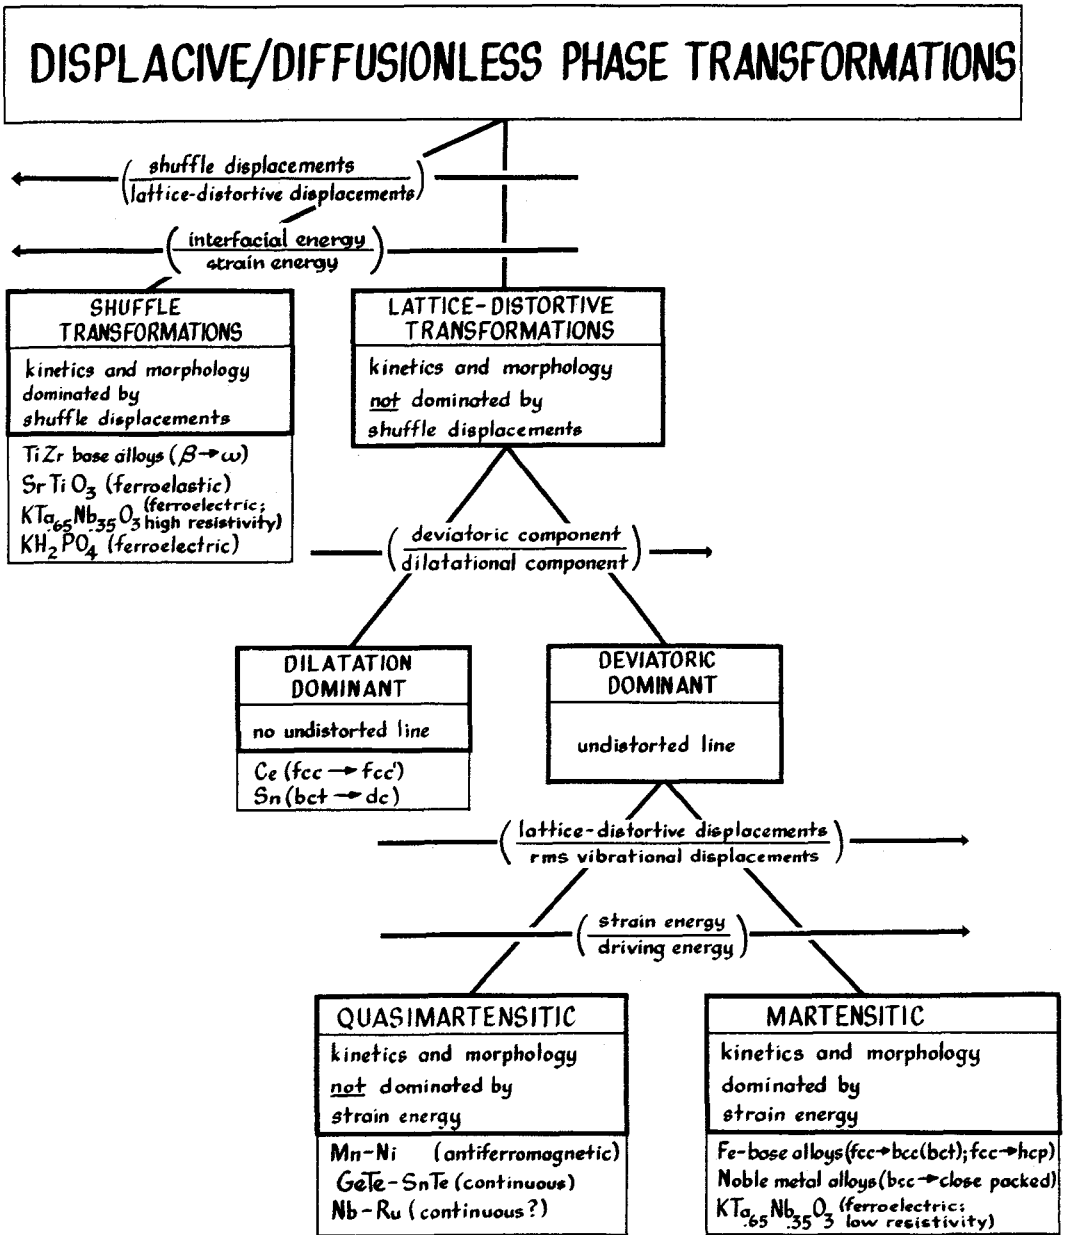 DISPLACIVE/DIFFUSIONLESS PHASE TRANSFORMATIONS
(shuffle displacements
lattice-distortive displacements)
(interfacial energy
strain energy)
SHUFFLE
TRANSFORMATIONS
kinetics and morphology
dominated by
shuffle displacements
TiZr base alloys (β→ω)
SrTiO3 (ferroelastic)
KTa.65Nb.35O3 (ferroelectric;
high resistivity)
KH2PO4 (ferroelectric)
LATTICE-DISTORTIVE
TRANSFORMATIONS
kinetics and morphology
not dominated by
shuffle displacements
(deviatoric component
dilatational component)
DILATATION
DOMINANT
no undistorted line
Ce (fcc → fcc')
Sn (bct → dc)
DEVIATORIC
DOMINANT
undistorted line
(lattice-distortive displacements
rms vibrational displacements)
(strain energy
driving energy)
QUASIMARTENSITIC
kinetics and morphology
not dominated by
strain energy
Mn-Ni (antiferromagnetic)
GeTe-SnTe (continuous)
Nb-Ru (continuous?)
MARTENSITIC
kinetics and morphology
dominated by
strain energy
Fe-base alloys (fcc→bcc(bct); fcc→hcp)
Noble metal alloys (bcc→close packed)
KTa.65Nb.35O3 (ferroelectric;
low resistivity)